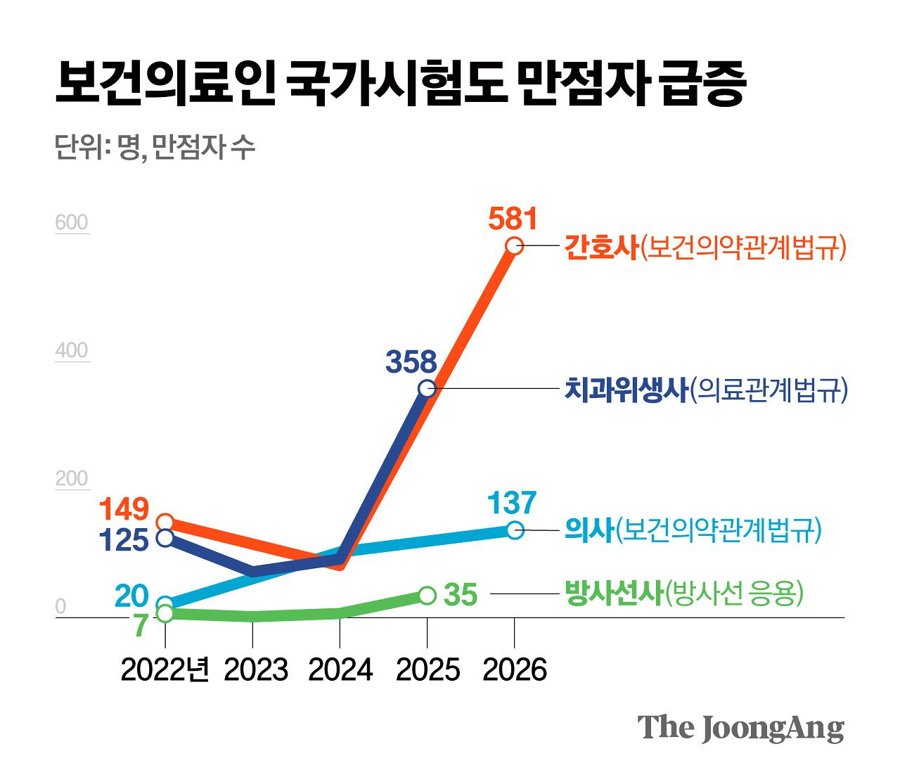 보건의료인 국가시험도 만점자 급증
단위: 명, 만점자 수
600
581
간호사(보건의약관계법규)
400
358
치과위생사(의료관계법규)
200
149
125
137
의사(보건의약관계법규)
20
35
방사선사(방사선 응용)
0
7
2022년 2023 2024 2025 2026
The JoongAng